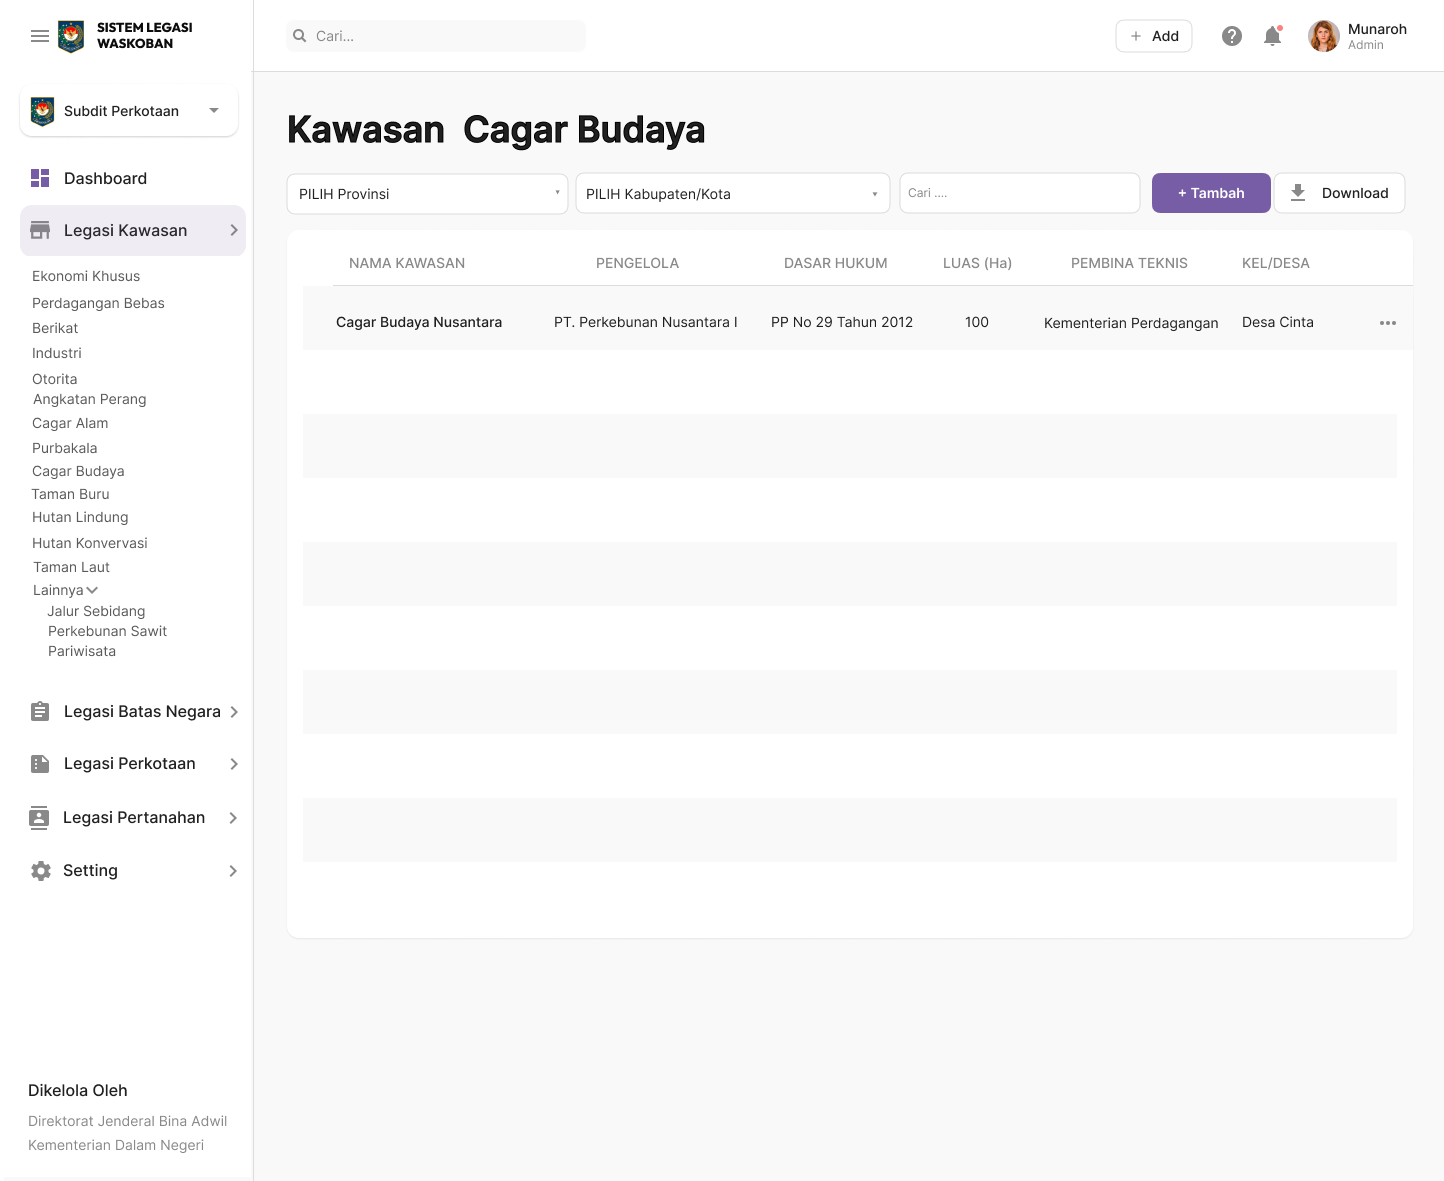 SISTEM LEGASI
WASKOBAN
Cari...
+ Add
Munaroh
Admin
Subdit Perkotaan
Dashboard
Legasi Kawasan
Ekonomi Khusus
Perdagangan Bebas
Berikat
Industri
Otorita
Angkatan Perang
Cagar Alam
Purbakala
Cagar Budaya
Taman Buru
Hutan Lindung
Hutan Konvervasi
Taman Laut
Lainnya
Jalur Sebidang
Perkebunan Sawit
Pariwisata
Legasi Batas Negara
Legasi Perkotaan
Legasi Pertanahan
Setting
Dikelola Oleh
Direktorat Jenderal Bina Adwil
Kementerian Dalam Negeri
Kawasan  Cagar Budaya
PILIH Provinsi
PILIH Kabupaten/Kota
Cari ....
+ Tambah
Download
NAMA KAWASAN PENGELOLA DASAR HUKUM LUAS (Ha) PEMBINA TEKNIS KEL/DESA
Cagar Budaya Nusantara PT. Perkebunan Nusantara I PP No 29 Tahun 2012 100 Kementerian Perdagangan Desa Cinta